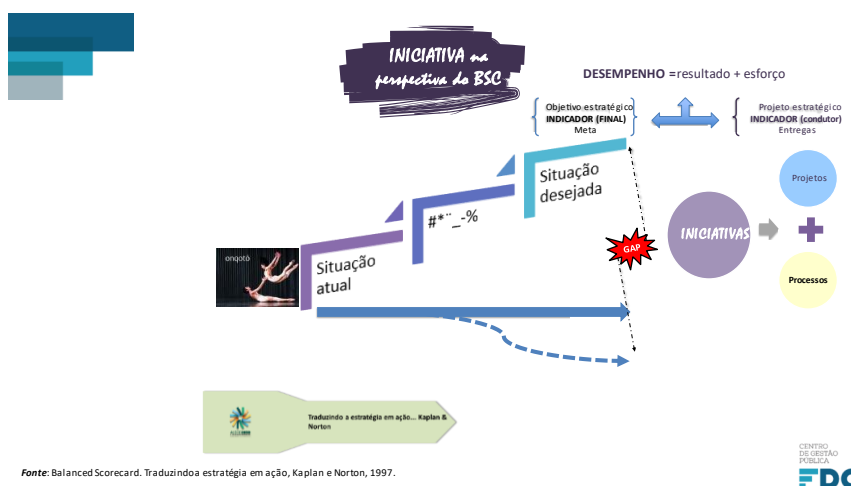 INICIATIVA na
perspectiva do BSC
DESEMPENHO =resultado + esforço
Objetivo estratégico
INDICADOR (FINAL)
Meta
Projeto estratégico
INDICADOR (condutor)
Entregas
Situação
desejada
#*¨_-%
Situação
atual
onqotô
GAP
INICIATIVAS
Projetos
Processos
Traduzindo a estratégia em ação... Kaplan &
Norton
Fonte: Balanced Scorecard. Traduzindo a estratégia em ação, Kaplan e Norton, 1997.
CENTRO
DE GESTÃO
PÚBLICA